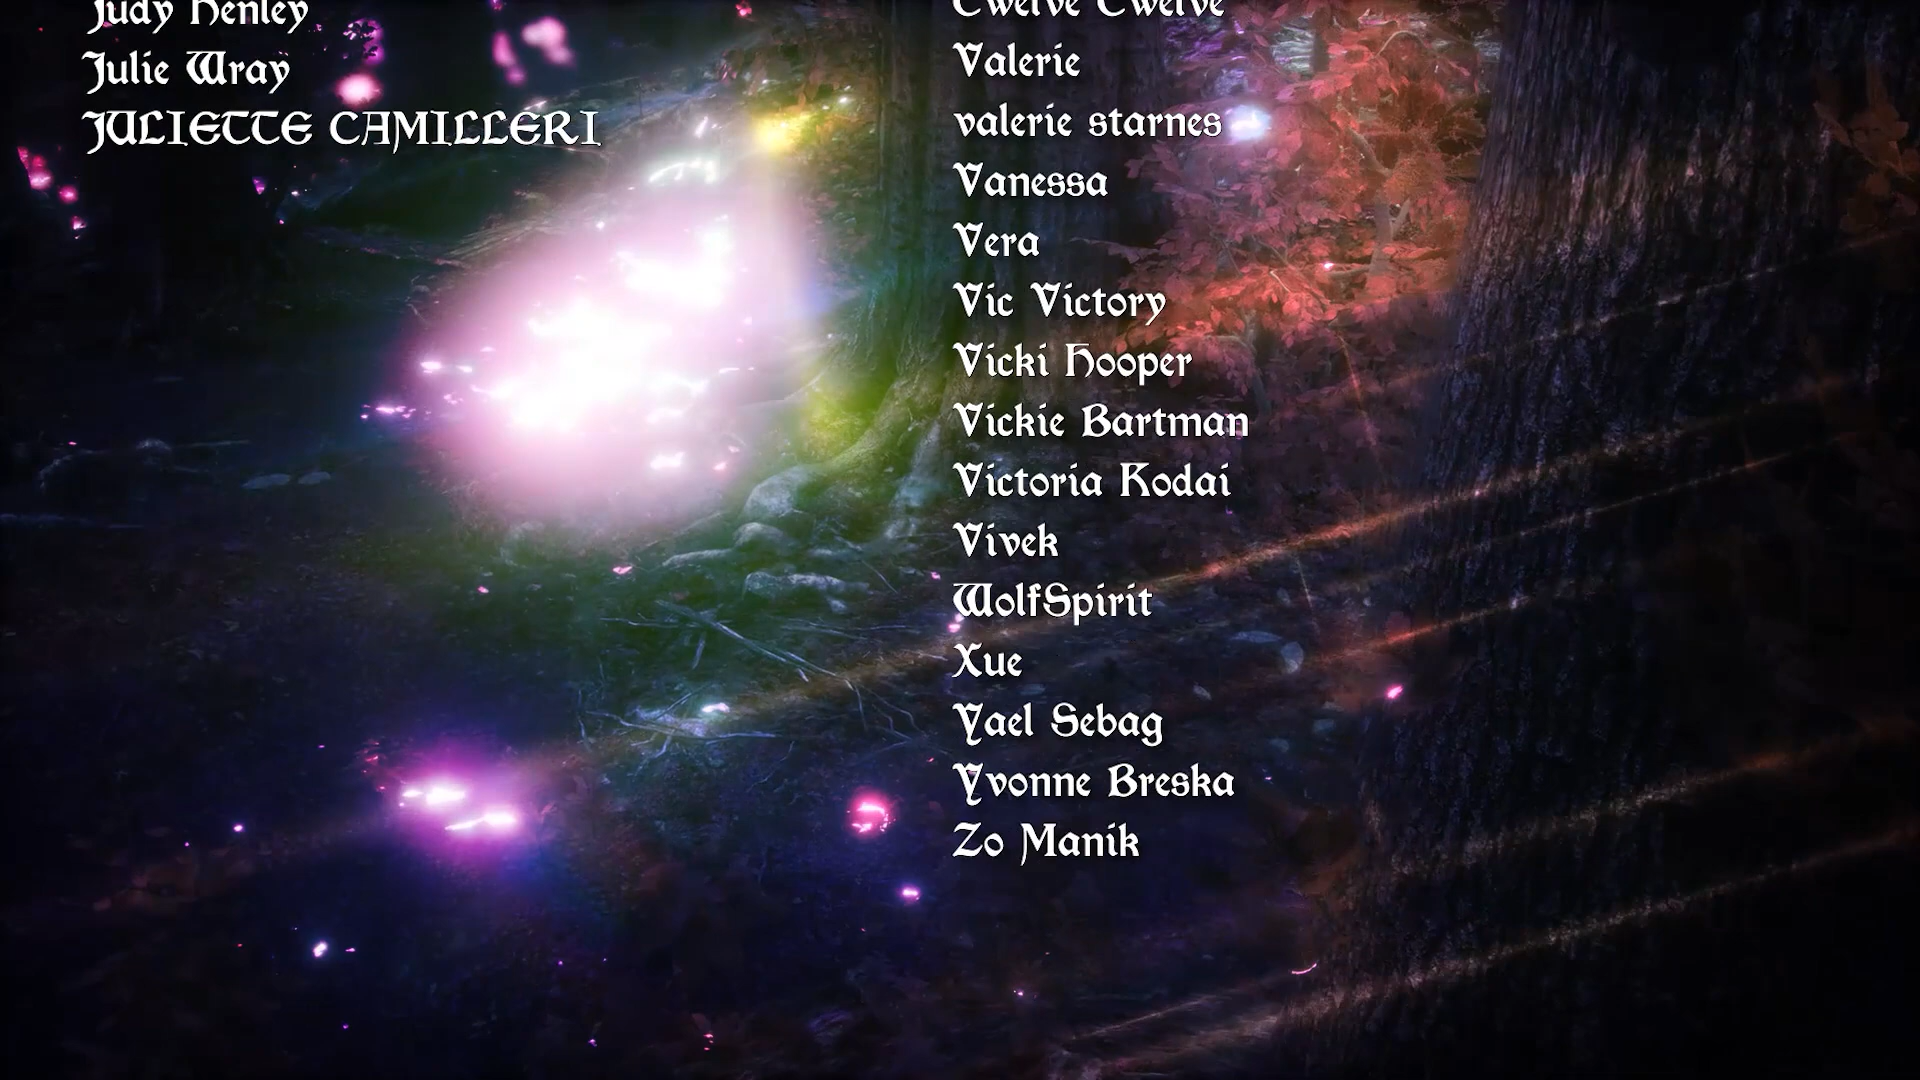 Judy Henley
Julie Wray
JULIETTE CAMILLERI
Twelve Twelve
Valerie
valerie starnes
Vanessa
Vera
Vic Victory
Vicki Hooper
Vickie Bartman
Victoria Kodai
Vivek
WolfSpirit
Xue
Yael Sebag
Yvonne Breska
Zo Manik